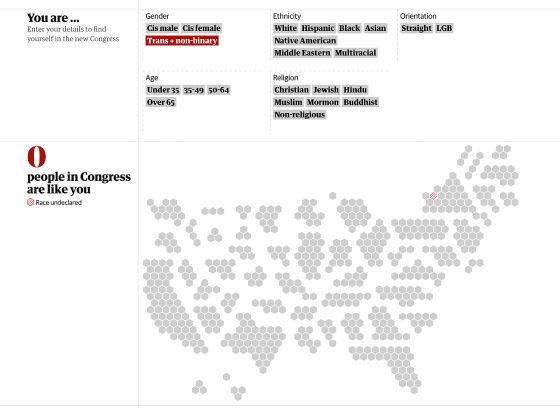 You are ...
Enter your details to find
yourself in the new Congress
Gender
Cis male Cis female
Trans + non-binary
Ethnicity
White Hispanic Black Asian
Native American
Middle Eastern Multiracial
Orientation
Straight LGB
Age
Under 35 35-49 50-64
Over 65
Religion
Christian Jewish Hindu
Muslim Mormon Buddhist
Non-religious
0
people in Congress
are like you
Race undeclared